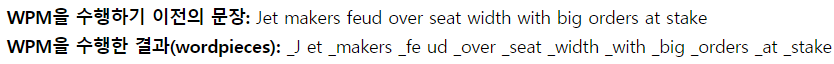 WPM을 수행하기 이전의 문장: Jet makers feud over seat width with big orders at stake
WPM을 수행한 결과(wordpieces): _J et _makers _fe ud _over _seat _width _with _big _orders _at _stake